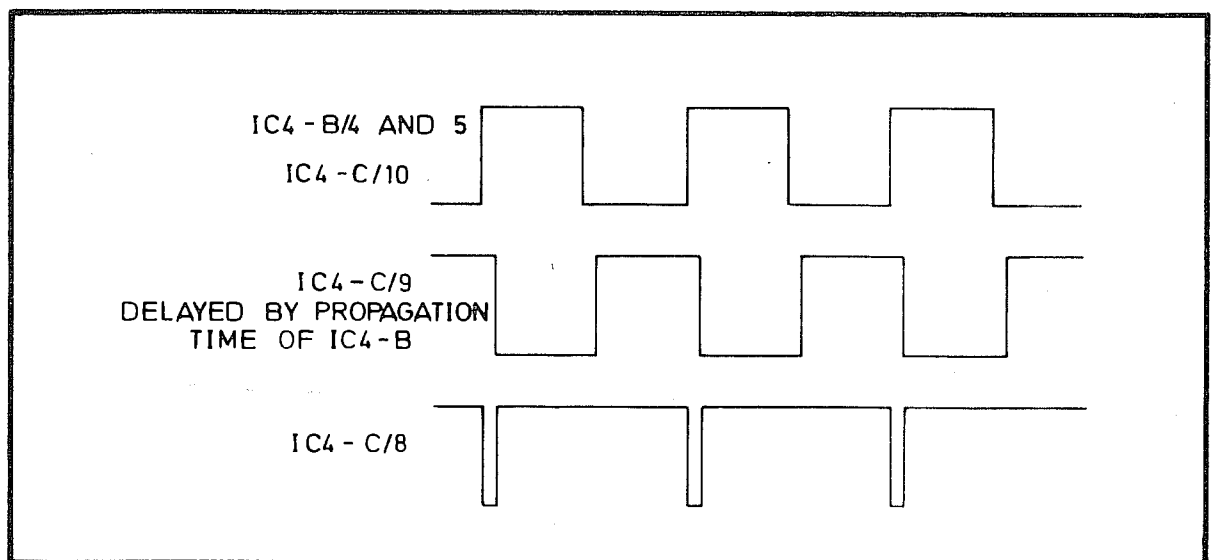 IC4-B/4 AND 5
IC4-C/10
IC4-C/9
DELAYED BY PROPAGATION
TIME OF IC4-B
IC4-C/8